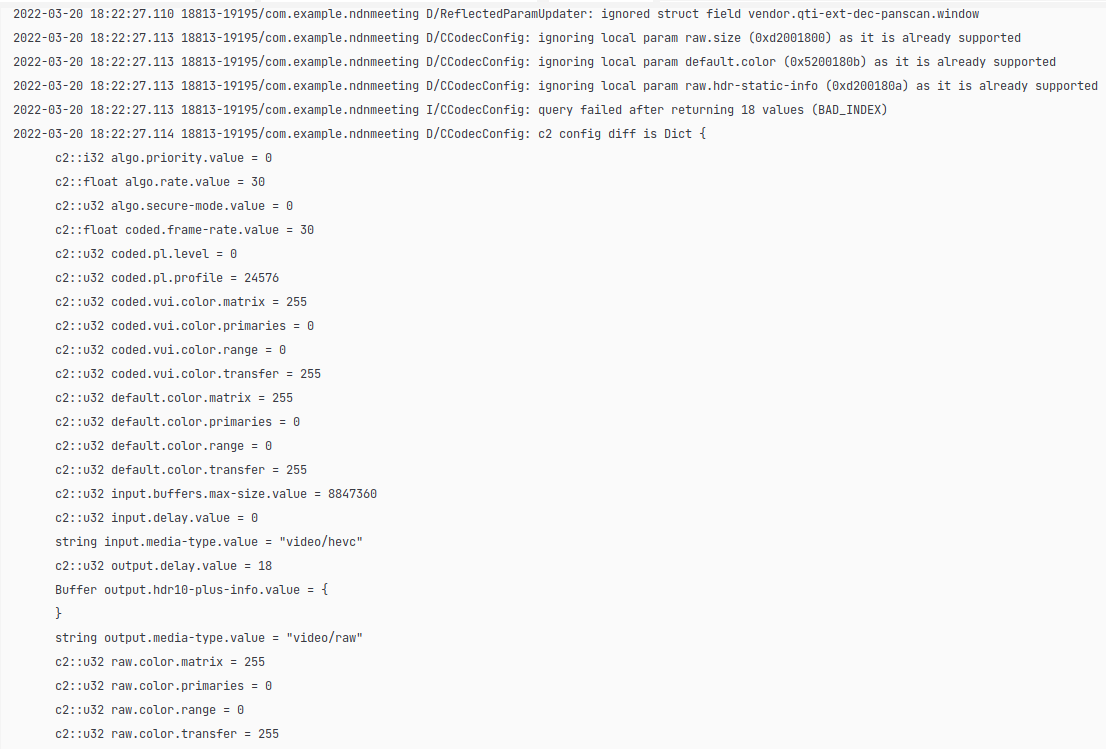 2022-03-20 18:22:27.110 18813-19195/com.example.ndnmeeting D/ReflectedParamUpdater: ignored struct field vendor.qti-ext-dec-panscan.window
2022-03-20 18:22:27.113 18813-19195/com.example.ndnmeeting D/CCodecConfig: ignoring local param raw.size (0xd2001800) as it is already supported
2022-03-20 18:22:27.113 18813-19195/com.example.ndnmeeting D/CCodecConfig: ignoring local param default.color (0x5200180b) as it is already supported
2022-03-20 18:22:27.113 18813-19195/com.example.ndnmeeting D/CCodecConfig: ignoring local param raw.hdr-static-info (0xd200180a) as it is already supported
2022-03-20 18:22:27.113 18813-19195/com.example.ndnmeeting I/CCodecConfig: query failed after returning 18 values (BAD_INDEX)
2022-03-20 18:22:27.114 18813-19195/com.example.ndnmeeting D/CCodecConfig: c2 config diff is Dict {
c2::i32 algo.priority.value = 0
c2::float algo.rate.value = 30
c2::u32 algo.secure-mode.value = 0
c2::float coded.frame-rate.value = 30
c2::u32 coded.pl.level = 0
c2::u32 coded.pl.profile = 24576
c2::u32 coded.vui.color.matrix = 255
c2::u32 coded.vui.color.primaries = 0
c2::u32 coded.vui.color.range = 0
c2::u32 coded.vui.color.transfer = 255
c2::u32 default.color.matrix = 255
c2::u32 default.color.primaries = 0
c2::u32 default.color.range = 0
c2::u32 default.color.transfer = 255
c2::u32 input.buffers.max-size.value = 8847360
c2::u32 input.delay.value = 0
string input.media-type.value = "video/hevc"
c2::u32 output.delay.value = 18
Buffer output.hdr10-plus-info.value = {
}
string output.media-type.value = "video/raw"
c2::u32 raw.color.matrix = 255
c2::u32 raw.color.primaries = 0
c2::u32 raw.color.range = 0
c2::u32 raw.color.transfer = 255